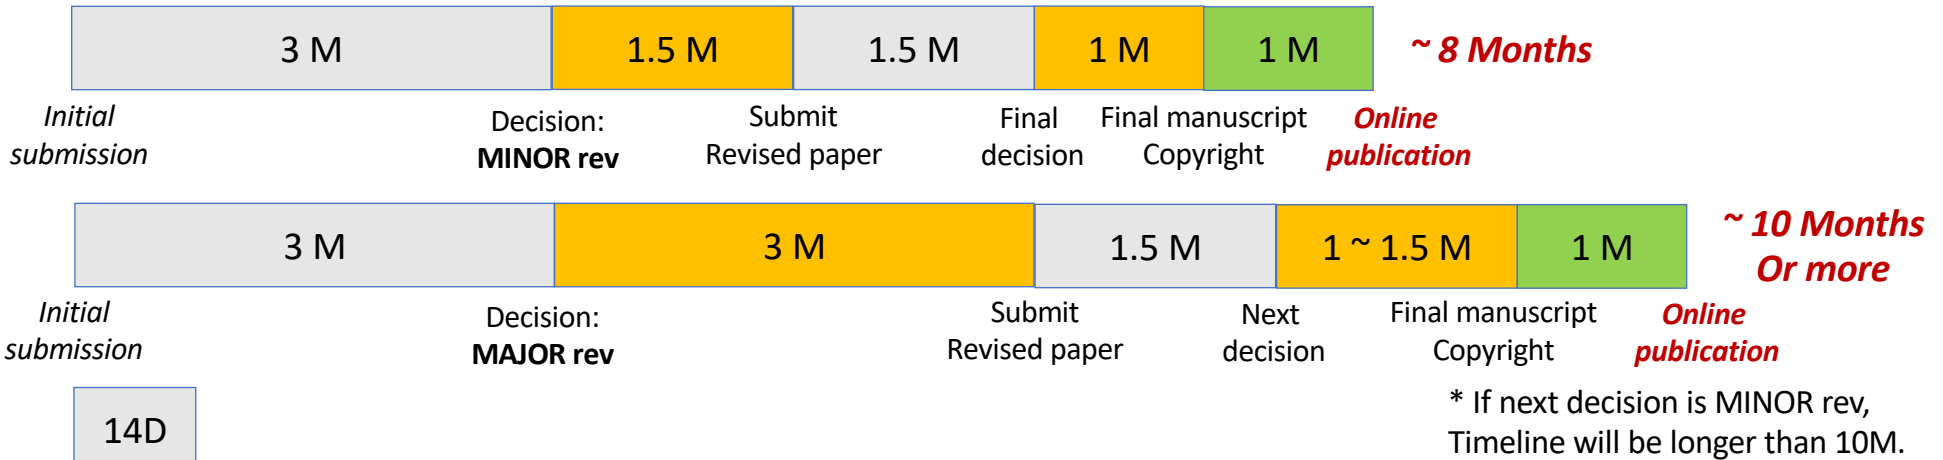 3 M 1.5 M 1.5 M 1 M 1 M ~ 8 Months
Initial
submission
Decision:
MINOR rev
Submit
Revised paper
Final
decision
Final manuscript
Copyright
Online
publication
3 M 3 M 1.5 M 1 ~ 1.5 M 1 M
~ 10 Months
Or more
Initial
submission
Decision:
MAJOR rev
Submit
Revised paper
Next
decision
Final manuscript
Copyright
Online
publication
14D
* If next decision is MINOR rev,
Timeline will be longer than 10M.